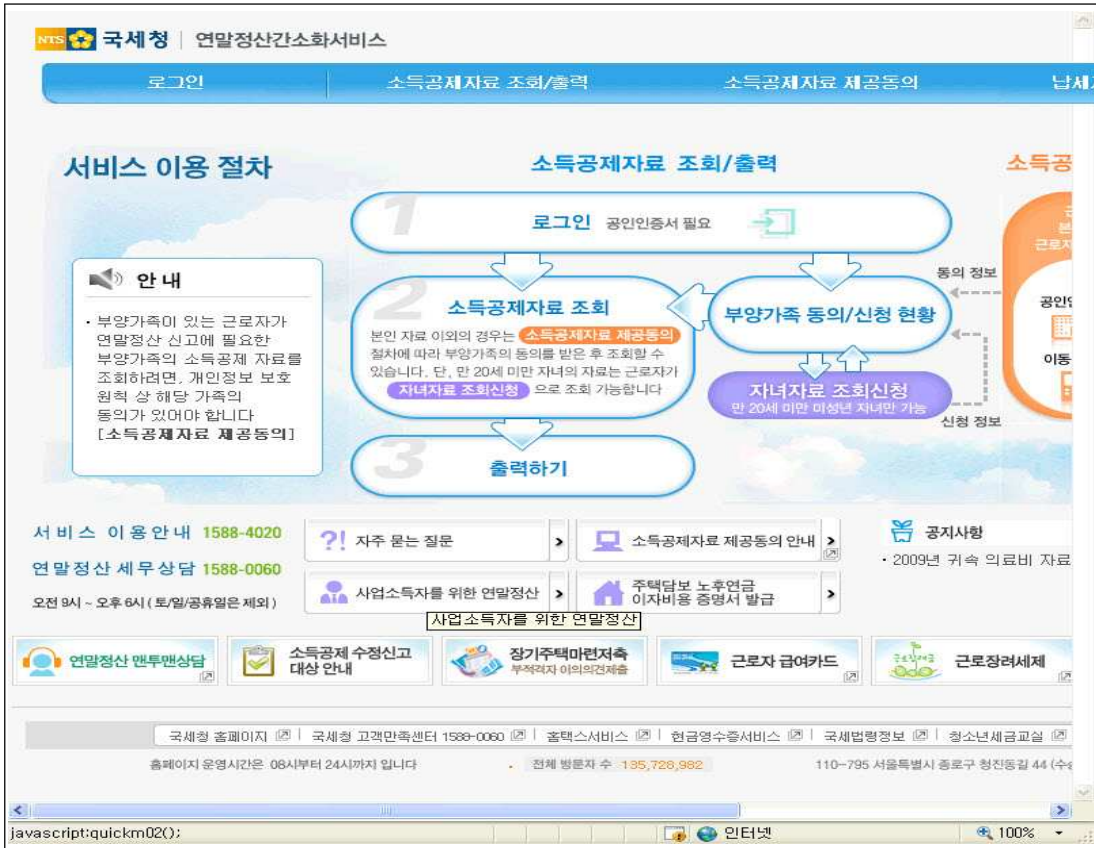 NTS 국세청 | 연말정산간소화서비스
로그인 소득공제자료 조회/출력 소득공제자료 제공동의 납세
서비스 이용 절차
안 내
· 부양가족이 있는 근로자가
연말정산 신고에 필요한
부양가족의 소득공제 자료를
조회하려면, 개인정보 보호
원칙 상 해당 가족의
동의가 있어야 합니다
[소득공제자료 제공동의]
소득공제자료 조회/출력
1 로그인 공인인증서 필요
2 소득공제자료 조회
본인 자료 이외의 경우는 소득공제자료 제공동의
절차에 따라 부양가족의 동의를 받은 후 조회할 수
있습니다. 단, 만 20세 미만 자녀의 자료는 근로자가
자녀자료 조회신청 으로 조회 가능합니다
부양가족 동의/신청 현황
자녀자료 조회신청
만 20세 미만 미성년 자녀만 가능
3 출력하기
소득공
근로자
동의 정보
공인인
이동
신청 정보
서비스 이용안내 1588-4020
연말정산 세무상담 1588-0060
오전 9시 ~ 오후 6시 ( 토/일/공휴일은 제외 )
?! 자주 묻는 질문
소득공제자료 제공동의 안내
사업소득자를 위한 연말정산
주택담보 노후연금
이자비용 증명서 발급
사업소득자를 위한 연말정산
공지사항
· 2009년 귀속 의료비 자료
연말정산 맨투맨상담
소득공제 수정신고
대상 안내
장기주택마련저축
부적격자 이의의견제출
근로자 급여카드
근로장려세제
국세청 홈페이지 | 국세청 고객만족센터 1588-0060 | 홈택스서비스 | 현금영수증서비스 | 국세법령정보 | 청소년세금교실
홈페이지 운영시간은 08시부터 24시까지 입니다 · 전체 방문자 수 135,728,982 110-795 서울특별시 종로구 청진동길 44 (수송
javascript:quickm02(); 인터넷 100%